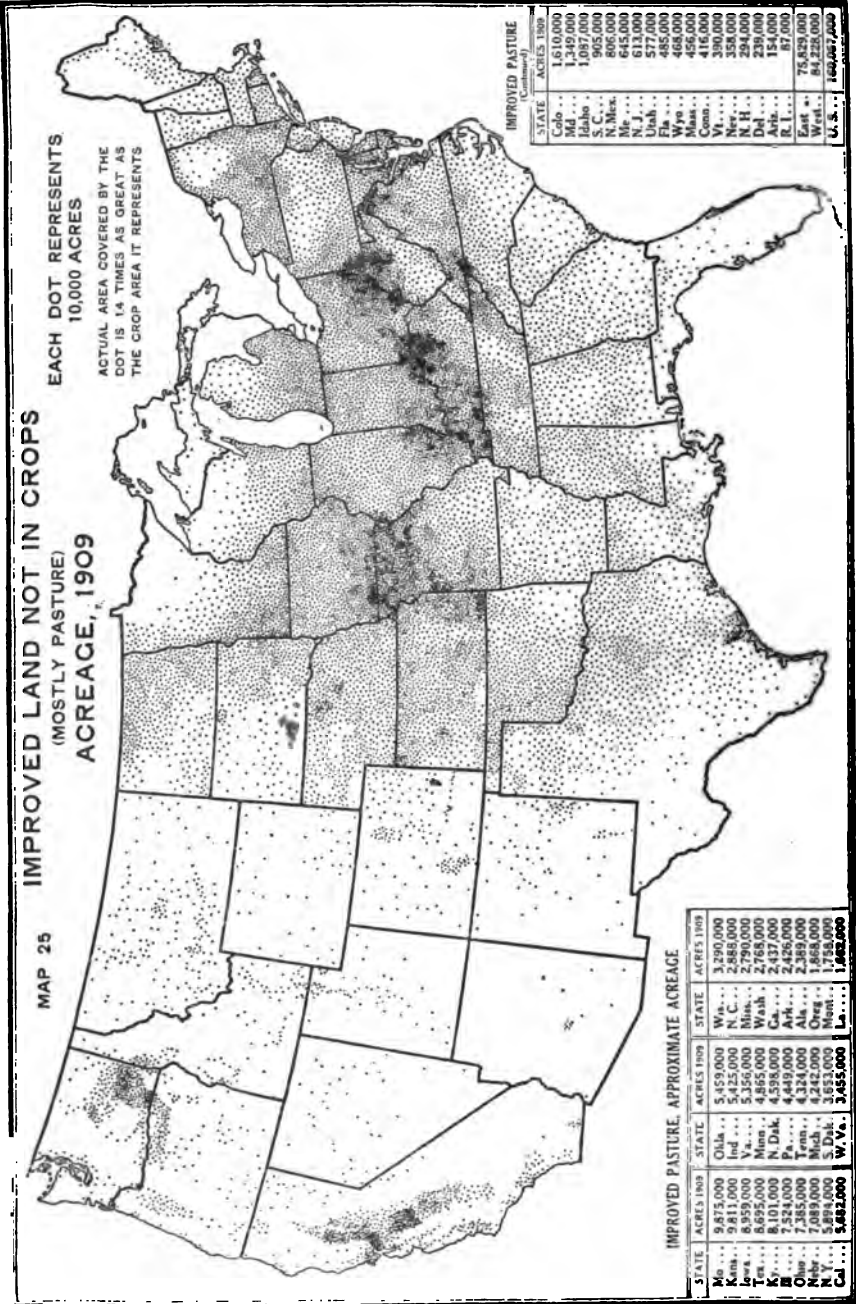 MAP 25 IMPROVED LAND NOT IN CROPS
(MOSTLY PASTURE)
ACREAGE, 1909
EACH DOT REPRESENTS
10,000 ACRES
ACTUAL AREA COVERED BY THE
DOT IS 1.4 TIMES AS GREAT AS
THE CROP AREA IT REPRESENTS
IMPROVED PASTURE, APPROXIMATE ACREAGE
STATE ACRES 1909 STATE ACRES 1909 STATE ACRES 1909
Mo... 9,875,000 Okla... 5,459,000 Wis... 3,290,000
Kans.. 9,811,000 Ind... 5,425,000 N. C... 2,888,000
Iowa.. 8,959,000 Va... 5,356,000 Miss... 2,790,000
Tex... 8,695,000 Minn.. 4,865,000 Wash.. 2,768,000
Ky... 8,101,000 N. Dak. 4,598,000 Ga... 2,437,000
Ill... 7,524,000 Pa... 4,449,000 Ark... 2,426,000
Ohio.. 7,385,000 Tenn.. 4,324,000 Ala... 2,389,000
Nebr.. 7,089,000 Mich.. 4,242,000 Oreg.. 1,868,000
N. Y... 5,894,000 S. Dak. 3,653,000 Mont.. 1,758,000
Cal... 5,682,000 W. Va.. 3,455,000 La... 1,662,000
IMPROVED PASTURE
(Continued)
STATE ACRES 1909
Colo... 1,610,000
Md... 1,349,000
Idaho.. 1,087,000
S. C... 905,000
N. Mex. 806,000
Me... 645,000
N. J... 613,000
Utah.. 577,000
Fla... 485,000
Wyo... 468,000
Mass.. 456,000
Conn.. 416,000
Vt... 390,000
Nev... 358,000
N. H... 294,000
Del... 239,000
Ariz... 154,000
R. I... 87,000
East.. 75,829,000
West.. 84,228,000
U. S...